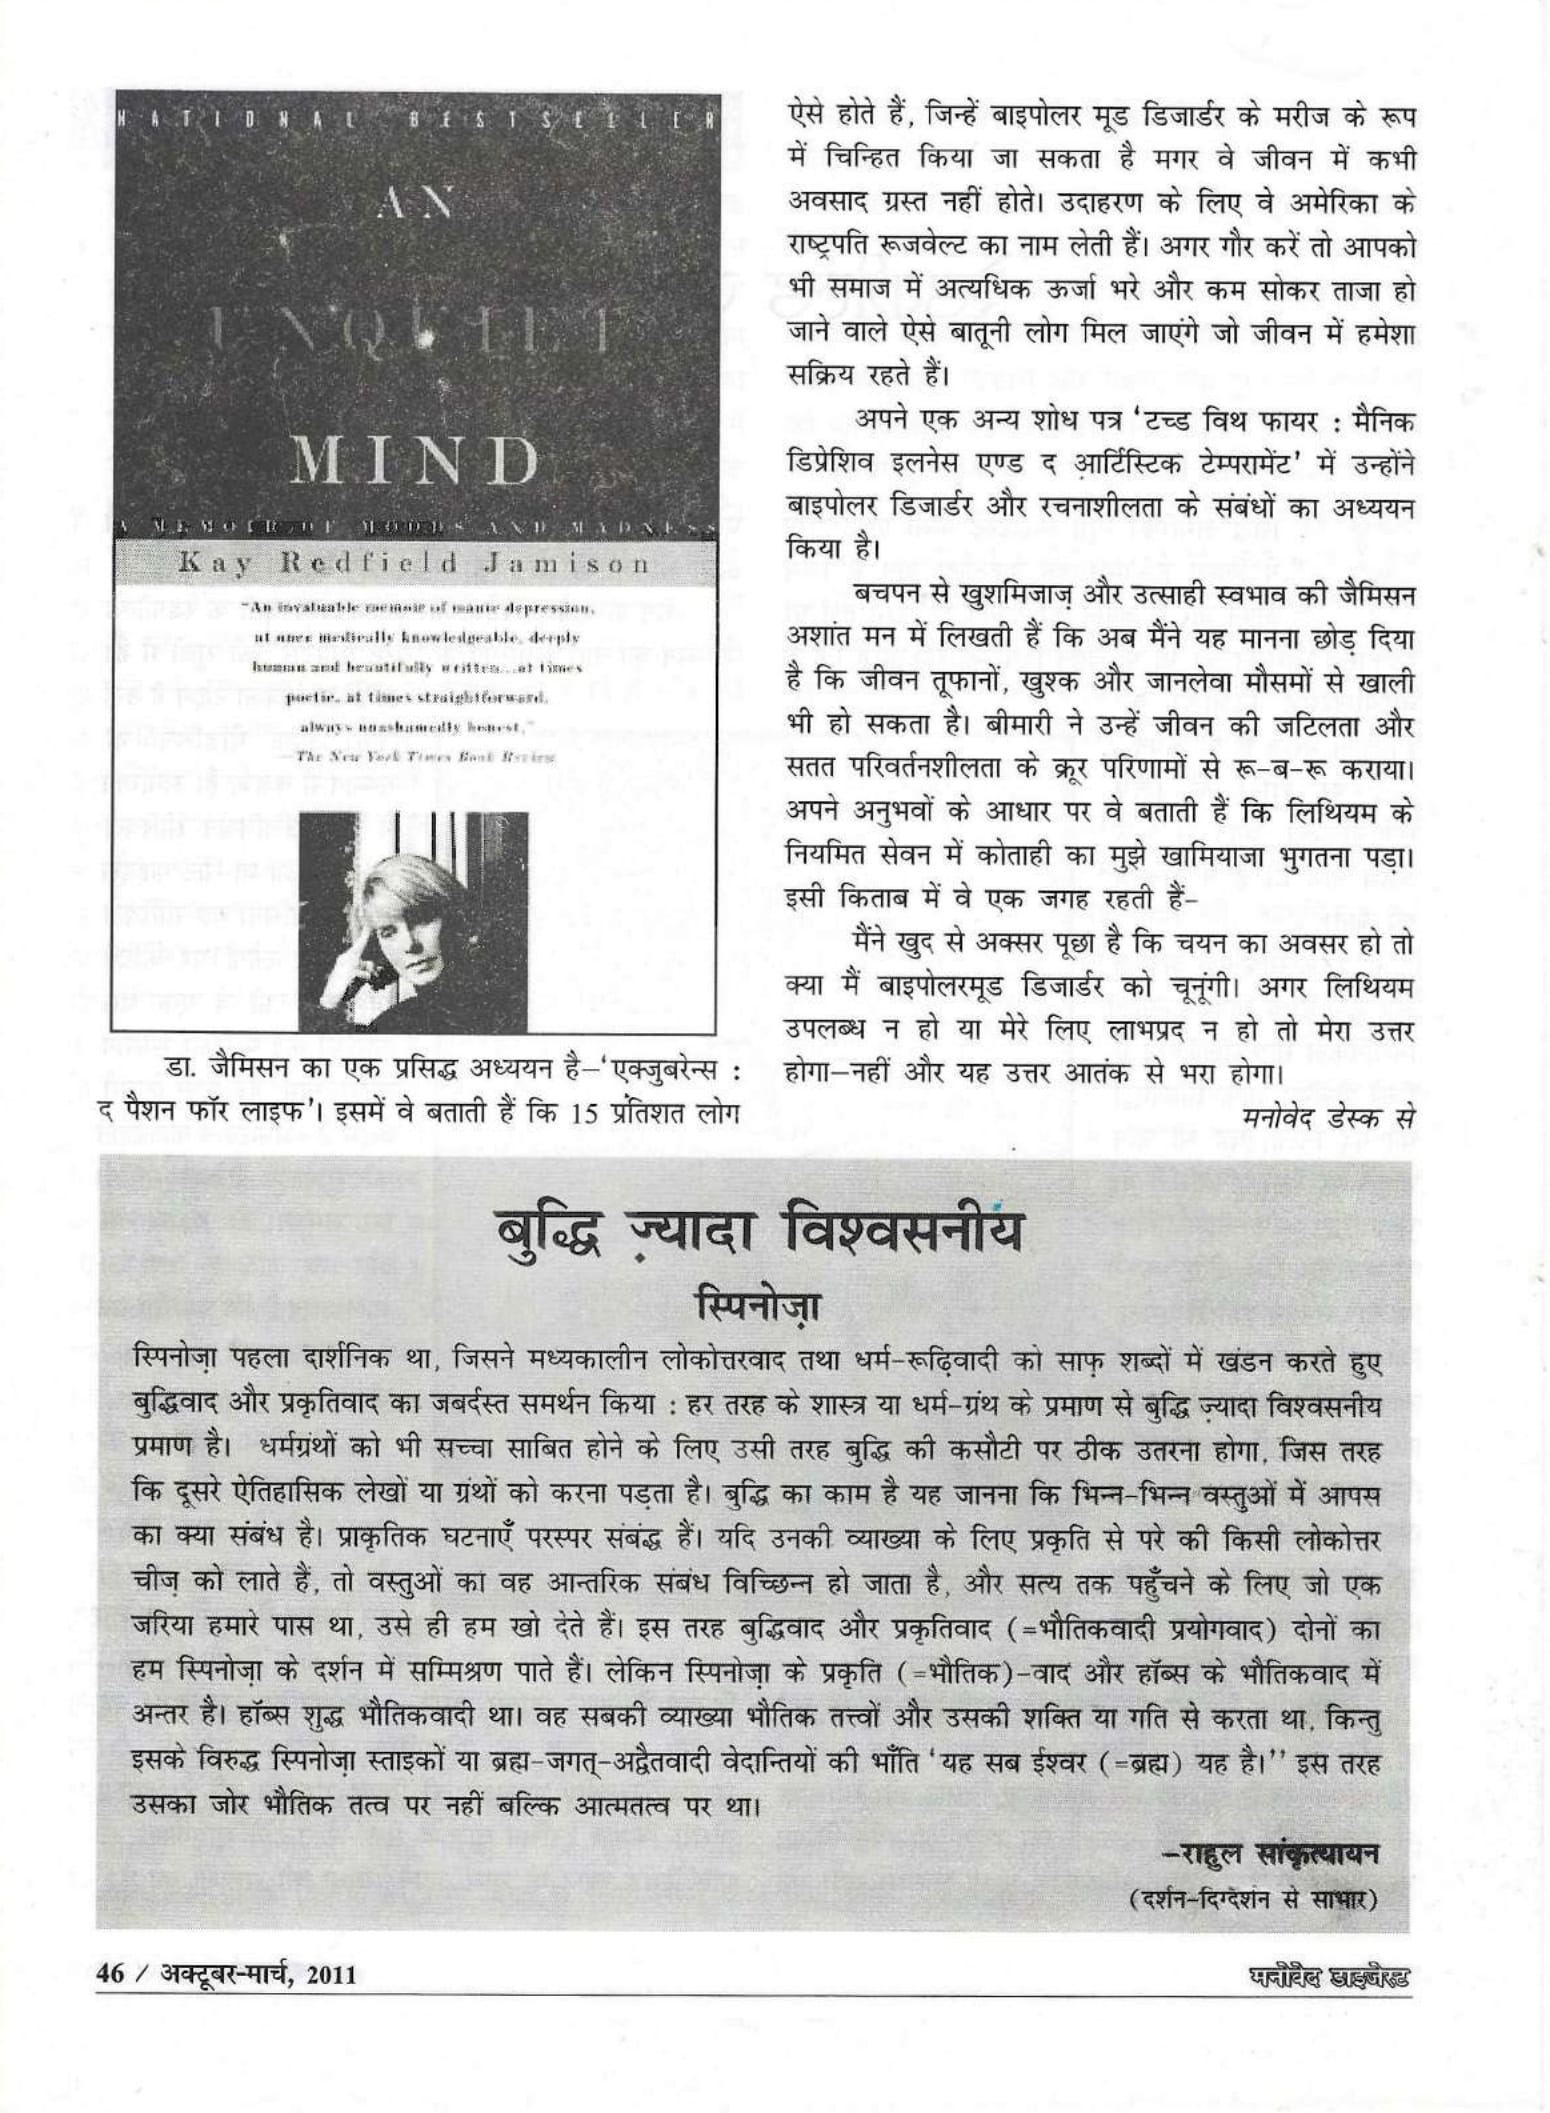 NATIONAL BESTSELLER
AN
UNQUIET
MIND
A MEMOIR OF MOODS AND MADNESS
Kay Redfield Jamison
"An invaluable memoir of manic depression,
at once medically knowledgeable, deeply
human and beautifully written...at times
poetic, at times straightforward,
always unashamedly honest."
—The New York Times Book Review
डा. जैमिसन का एक प्रसिद्ध अध्ययन है–‘एक्जुबरेन्स :
द पैशन फॉर लाइफ’। इसमें वे बताती हैं कि 15 प्रतिशत लोग
ऐसे होते हैं, जिन्हें बाइपोलर मूड डिजार्डर के मरीज के रूप
में चिन्हित किया जा सकता है मगर वे जीवन में कभी
अवसाद ग्रस्त नहीं होते। उदाहरण के लिए वे अमेरिका के
राष्ट्रपति रूजवेल्ट का नाम लेती हैं। अगर गौर करें तो आपको
भी समाज में अत्यधिक ऊर्जा भरे और कम सोकर ताजा हो
जाने वाले ऐसे बातूनी लोग मिल जाएंगे जो जीवन में हमेशा
सक्रिय रहते हैं।
अपने एक अन्य शोध पत्र ‘टच्ड विथ फायर : मैनिक
डिप्रेशिव इलनेस एण्ड द आर्टिस्टिक टेम्परामेंट’ में उन्होंने
बाइपोलर डिजार्डर और रचनाशीलता के संबंधों का अध्ययन
किया है।
बचपन से खुशमिजाज़ और उत्साही स्वभाव की जैमिसन
अशांत मन में लिखती हैं कि अब मैंने यह मानना छोड़ दिया
है कि जीवन तूफानों, खुश्क और जानलेवा मौसमों से खाली
भी हो सकता है। बीमारी ने उन्हें जीवन की जटिलता और
सतत परिवर्तनशीलता के क्रूर परिणामों से रू-ब-रू कराया।
अपने अनुभवों के आधार पर वे बताती हैं कि लिथियम के
नियमित सेवन में कोताही का मुझे खामियाजा भुगतना पड़ा।
इसी किताब में वे एक जगह रहती हैं-
मैंने खुद से अक्सर पूछा है कि चयन का अवसर हो तो
क्या मैं बाइपोलरमूड डिजार्डर को चूनूंगी। अगर लिथियम
उपलब्ध न हो या मेरे लिए लाभप्रद न हो तो मेरा उत्तर
होगा–नहीं और यह उत्तर आतंक से भरा होगा।
मनोवेद डेस्क से
बुद्धि ज़्यादा विश्वसनीय
स्पिनोज़ा
स्पिनोज़ा पहला दार्शनिक था, जिसने मध्यकालीन लोकोत्तरवाद तथा धर्म-रूढ़िवादी को साफ़ शब्दों में खंडन करते हुए
बुद्धिवाद और प्रकृतिवाद का जबर्दस्त समर्थन किया : हर तरह के शास्त्र या धर्म-ग्रंथ के प्रमाण से बुद्धि ज़्यादा विश्वसनीय
प्रमाण है। धर्मग्रंथों को भी सच्चा साबित होने के लिए उसी तरह बुद्धि की कसौटी पर ठीक उतरना होगा, जिस तरह
कि दूसरे ऐतिहासिक लेखों या ग्रंथों को करना पड़ता है। बुद्धि का काम है यह जानना कि भिन्न-भिन्न वस्तुओं में आपस
का क्या संबंध है। प्राकृतिक घटनाएँ परस्पर संबंद्ध हैं। यदि उनकी व्याख्या के लिए प्रकृति से परे की किसी लोकोत्तर
चीज़ को लाते हैं, तो वस्तुओं का वह आन्तरिक संबंध विच्छिन्न हो जाता है, और सत्य तक पहुँचने के लिए जो एक
जरिया हमारे पास था, उसे ही हम खो देते हैं। इस तरह बुद्धिवाद और प्रकृतिवाद (=भौतिकवादी प्रयोगवाद) दोनों का
हम स्पिनोज़ा के दर्शन में सम्मिश्रण पाते हैं। लेकिन स्पिनोज़ा के प्रकृति (=भौतिक)-वाद और हॉब्स के भौतिकवाद में
अन्तर है। हॉब्स शुद्ध भौतिकवादी था। वह सबकी व्याख्या भौतिक तत्त्वों और उसकी शक्ति या गति से करता था, किन्तु
इसके विरुद्ध स्पिनोज़ा स्ताइकों या ब्रह्म-जगत्-अद्वैतवादी वेदान्तियों की भाँति ‘यह सब ईश्वर (=ब्रह्म) यह है।’’ इस तरह
उसका जोर भौतिक तत्व पर नहीं बल्कि आत्मतत्व पर था।
–राहुल सांकृत्यायन
(दर्शन-दिग्देशन से साभार)
46 / अक्टूबर-मार्च, 2011
मनोवेद डाइजेस्ट